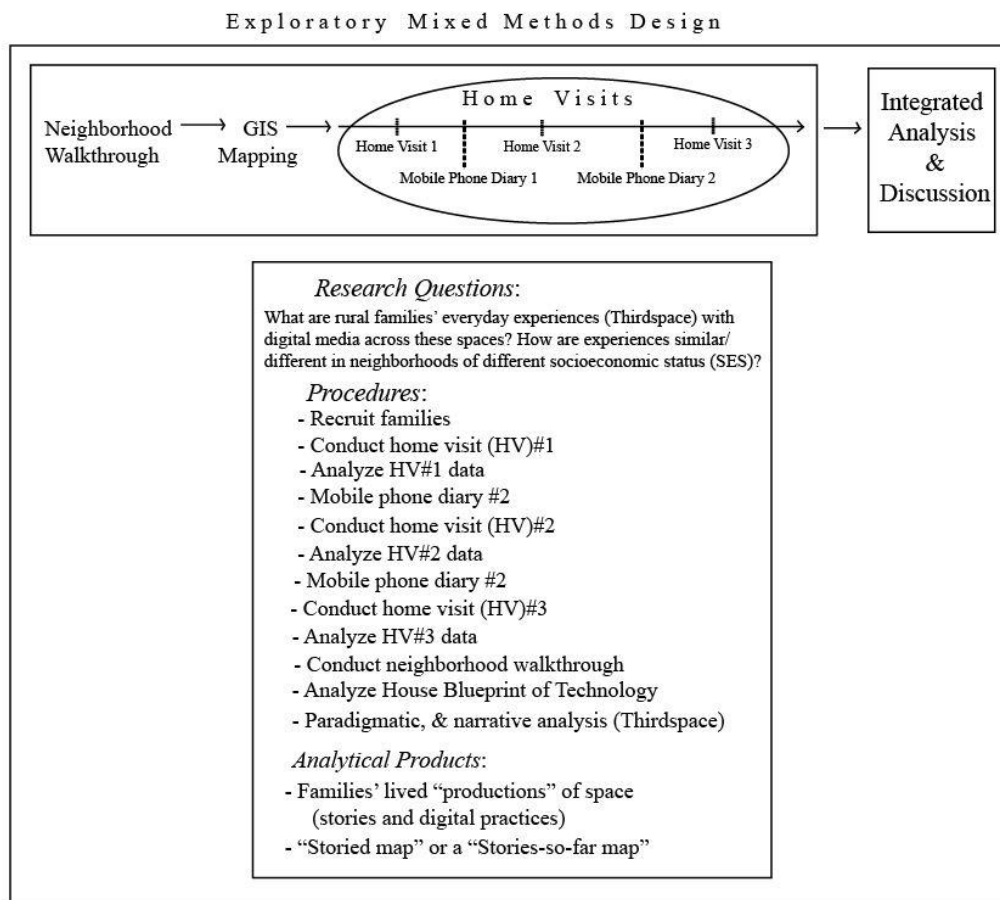 Exploratory Mixed Methods Design
Neighborhood
Walkthrough
GIS
Mapping
Home Visits
Home Visit 1
Home Visit 2
Home Visit 3
Mobile Phone Diary 1
Mobile Phone Diary 2
Integrated
Analysis
&
Discussion
Research Questions:
What are rural families’ everyday experiences (Thirdspace) with
digital media across these spaces? How are experiences similar/
different in neighborhoods of different socioeconomic status (SES)?
Procedures:
- Recruit families
- Conduct home visit (HV)#1
- Analyze HV#1 data
- Mobile phone diary #2
- Conduct home visit (HV)#2
- Analyze HV#2 data
- Mobile phone diary #2
- Conduct home visit (HV)#3
- Analyze HV#3 data
- Conduct neighborhood walkthrough
- Analyze House Blueprint of Technology
- Paradigmatic, & narrative analysis (Thirdspace)
Analytical Products:
- Families’ lived “productions” of space
(stories and digital practices)
- “Storied map” or a “Stories-so-far map”